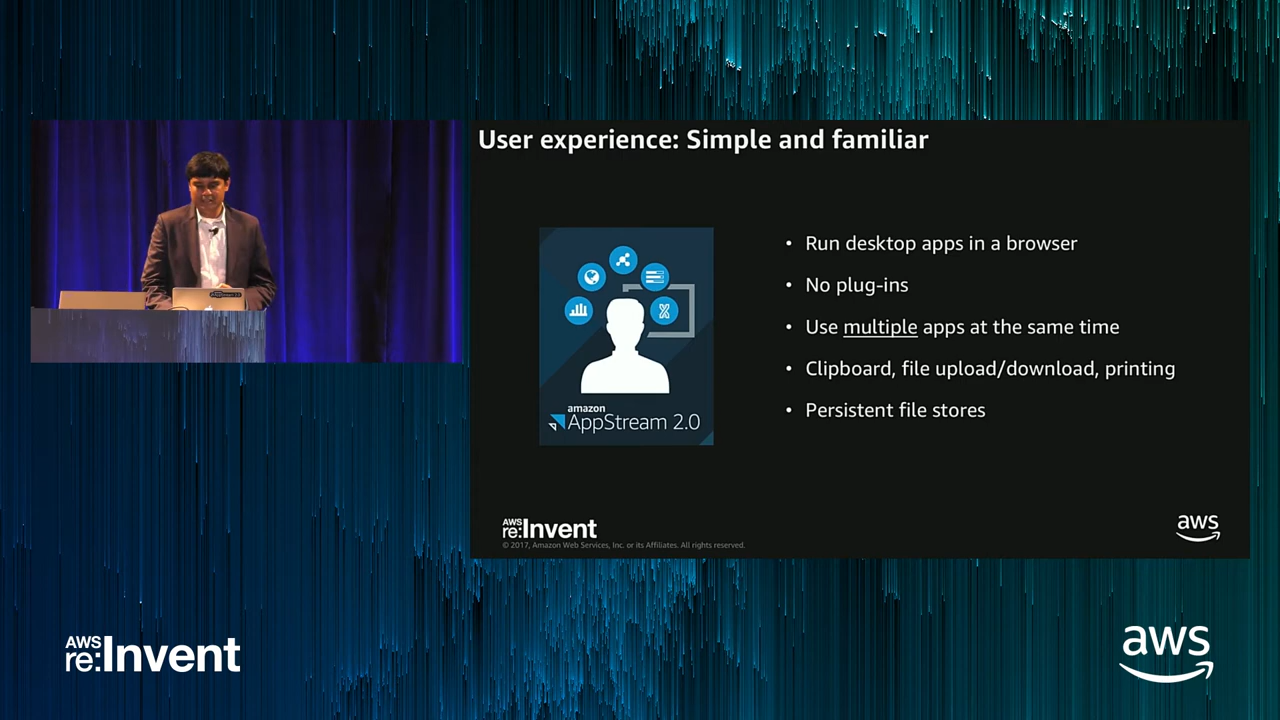 User experience: Simple and familiar
• Run desktop apps in a browser
• No plug-ins
• Use multiple apps at the same time
• Clipboard, file upload/download, printing
• Persistent file stores
amazon
AppStream 2.0
AWS
re:Invent
© 2017, Amazon Web Services, Inc. or its Affiliates. All rights reserved.
aws
AWS
re:Invent
aws